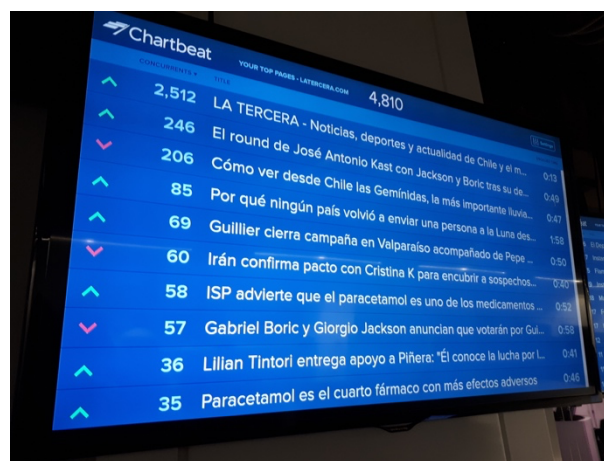 Chartbeat
YOUR TOP PAGES - LATERCERA.COM 4,810
CONCURRENTS TITLE
2,512 LA TERCERA - Noticias, deportes y actualidad de Chile y el m... 0:13
246 El round de José Antonio Kast con Jackson y Boric tras su de... 0:49
206 Cómo ver desde Chile las Gemínidas, la más importante lluvia... 0:47
85 Por qué ningún país volvió a enviar una persona a la Luna des... 1:58
69 Guillier cierra campaña en Valparaíso acompañado de Pepe ... 0:50
60 Irán confirma pacto con Cristina K para encubrir a sospechos... 0:40
58 ISP advierte que el paracetamol es uno de los medicamentos ... 0:52
57 Gabriel Boric y Giorgio Jackson anuncian que votarán por Gui... 0:58
36 Lilian Tintori entrega apoyo a Piñera: "Él conoce la lucha por l... 0:41
35 Paracetamol es el cuarto fármaco con más efectos adversos 0:46